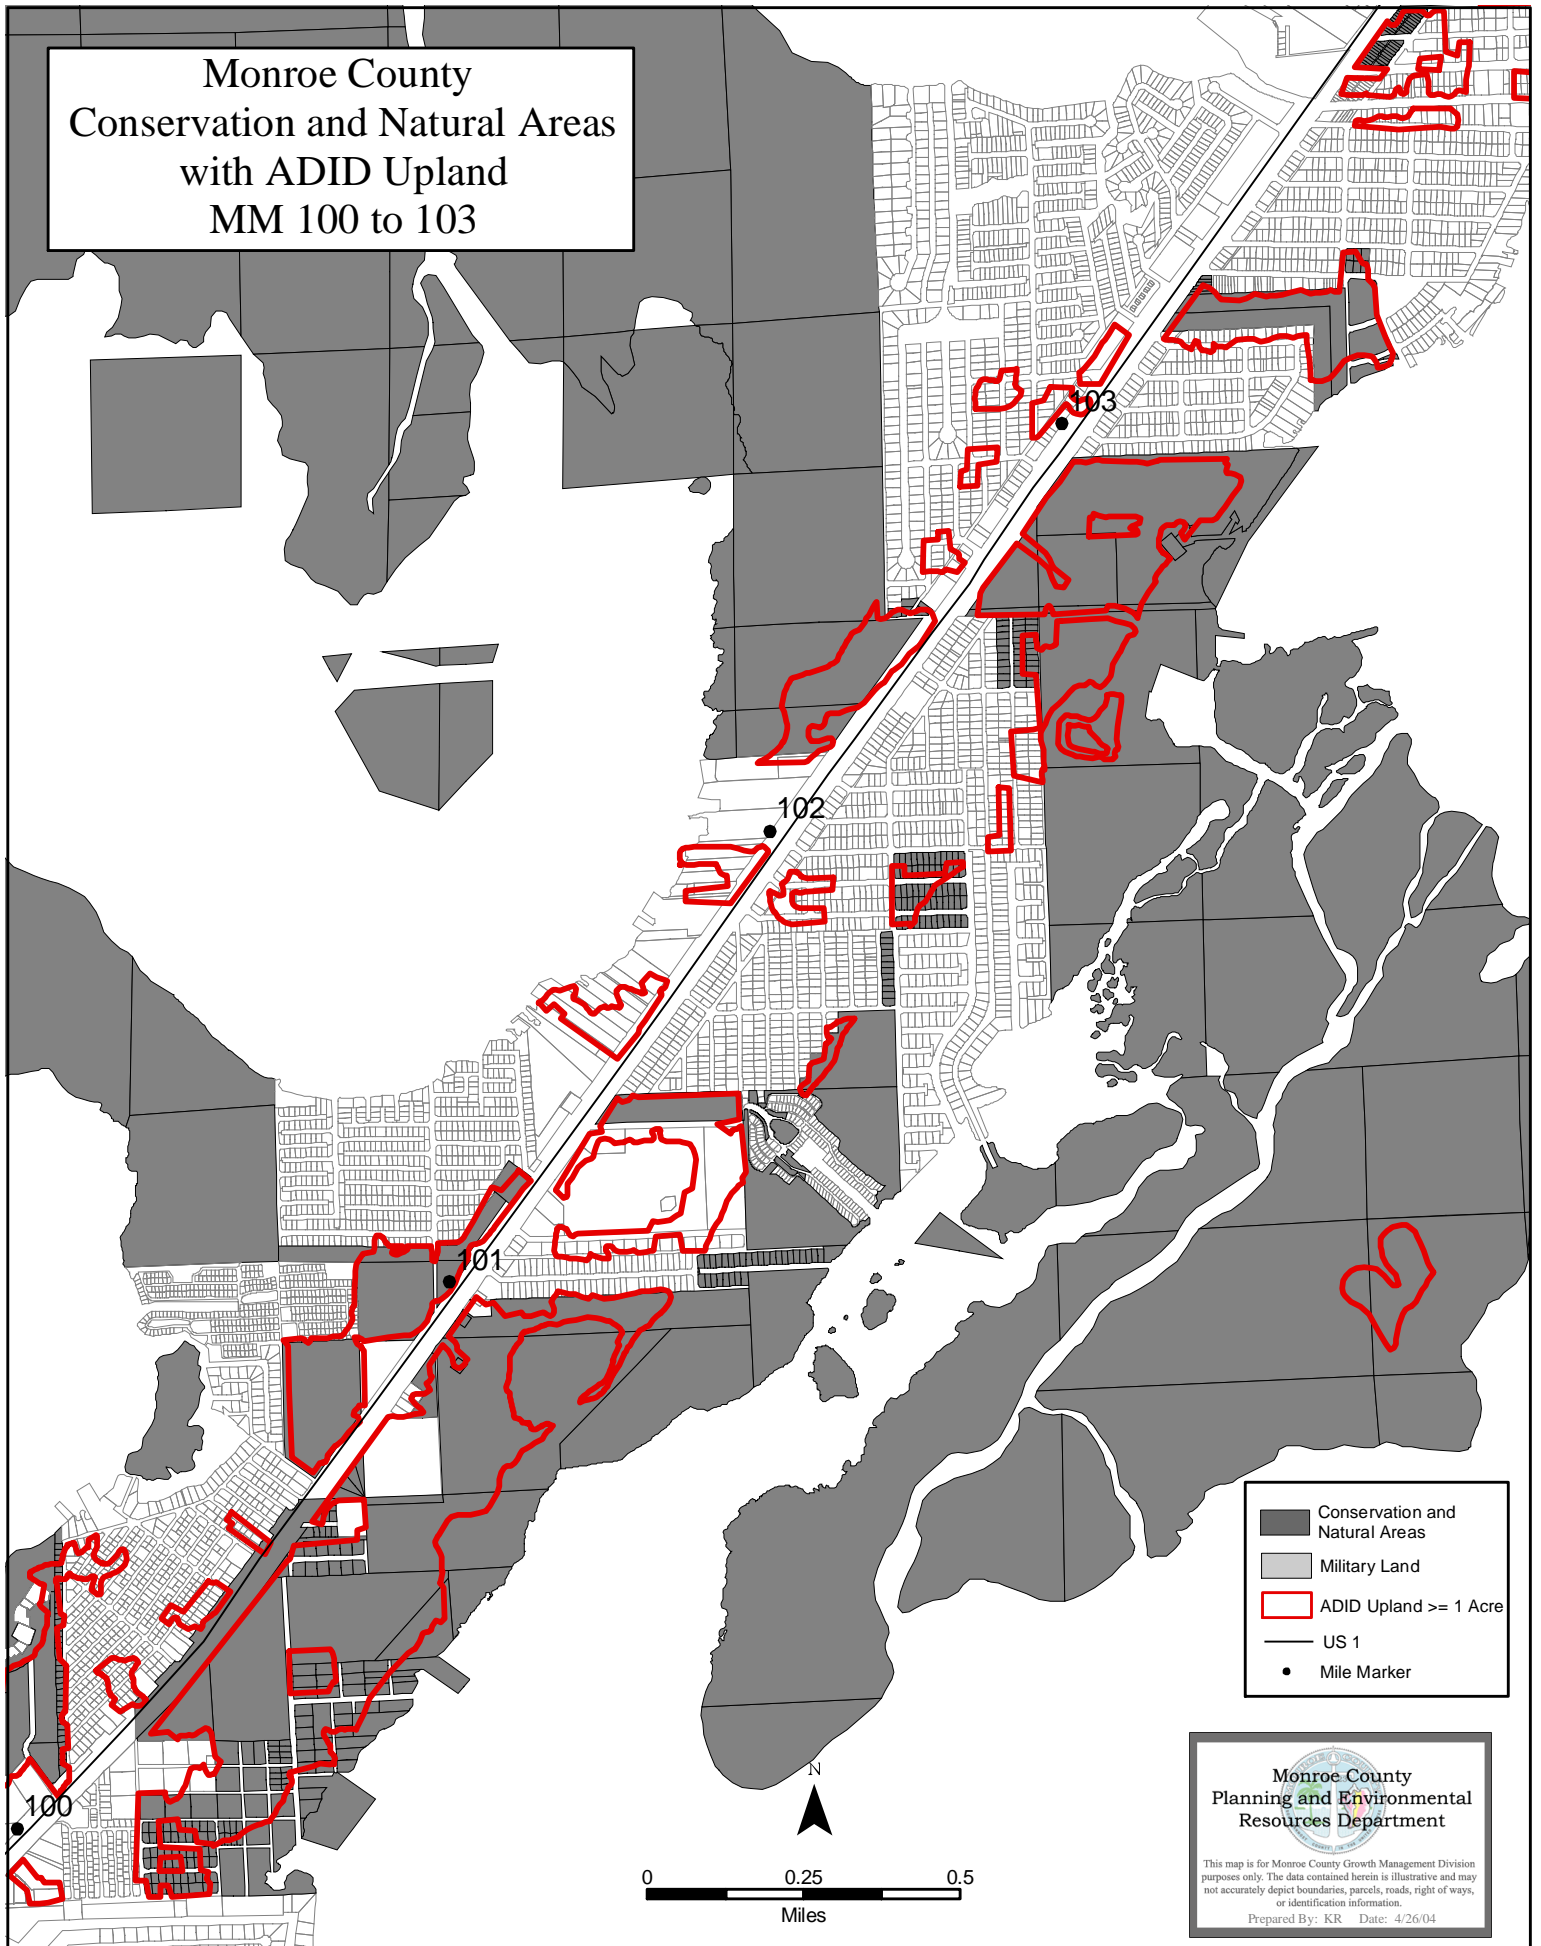 Monroe County
Conservation and Natural Areas
with ADID Upland
MM 100 to 103
103
102
101
100
Conservation and
Natural Areas
Military Land
ADID Upland >= 1 Acre
US 1
Mile Marker
N
0 0.25 0.5
Miles
Monroe County
Planning and Environmental
Resources Department
This map is for Monroe County Growth Management Division
purposes only. The data contained herein is illustrative and may
not accurately depict boundaries, parcels, roads, right of ways,
or identification information.
Prepared By: KR Date: 4/26/04